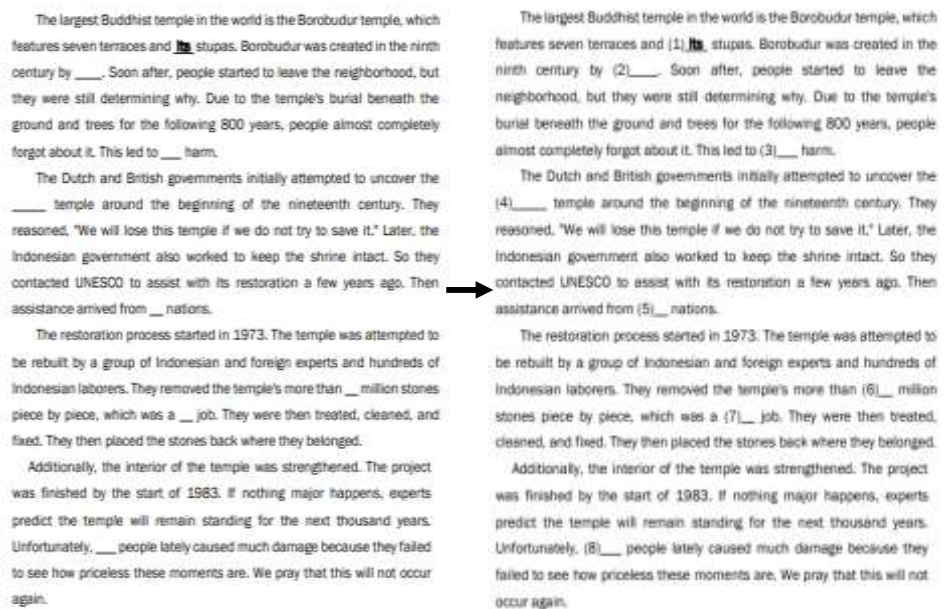 The largest Buddhist temple in the world is the Borobudur temple, which
features seven terraces and Its stupas. Borobudur was created in the ninth
century by ____. Soon after, people started to leave the neighborhood, but
they were still determining why. Due to the temple's burial beneath the
ground and trees for the following 800 years, people almost completely
forgot about it. This led to ___ harm.
The Dutch and British governments initially attempted to uncover the
_____ temple around the beginning of the nineteenth century. They
reasoned, "We will lose this temple if we do not try to save it." Later, the
Indonesian government also worked to keep the shrine intact. So they
contacted UNESCO to assist with its restoration a few years ago. Then
assistance arrived from __ nations.
The restoration process started in 1973. The temple was attempted to
be rebuilt by a group of Indonesian and foreign experts and hundreds of
Indonesian laborers. They removed the temple's more than __ million stones
piece by piece, which was a __ job. They were then treated, cleaned, and
fixed. They then placed the stones back where they belonged.
Additionally, the interior of the temple was strengthened. The project
was finished by the start of 1983. If nothing major happens, experts
predict the temple will remain standing for the next thousand years.
Unfortunately, ___ people lately caused much damage because they failed
to see how priceless these moments are. We pray that this will not occur
again.
The largest Buddhist temple in the world is the Borobudur temple, which
features seven terraces and (1) Its stupas. Borobudur was created in the
ninth century by (2)____. Soon after, people started to leave the
neighborhood, but they were still determining why. Due to the temple's
burial beneath the ground and trees for the following 800 years, people
almost completely forgot about it. This led to (3)___ harm.
The Dutch and British governments initially attempted to uncover the
(4)_____ temple around the beginning of the nineteenth century. They
reasoned, "We will lose this temple if we do not try to save it." Later, the
Indonesian government also worked to keep the shrine intact. So they
contacted UNESCO to assist with its restoration a few years ago. Then
assistance arrived from (5)__ nations.
The restoration process started in 1973. The temple was attempted to
be rebuilt by a group of Indonesian and foreign experts and hundreds of
Indonesian laborers. They removed the temple's more than (6)__ million
stones piece by piece, which was a (7)__ job. They were then treated,
cleaned, and fixed. They then placed the stones back where they belonged.
Additionally, the interior of the temple was strengthened. The project
was finished by the start of 1983. If nothing major happens, experts
predict the temple will remain standing for the next thousand years.
Unfortunately, (8)___ people lately caused much damage because they
failed to see how priceless these moments are. We pray that this will not
occur again.